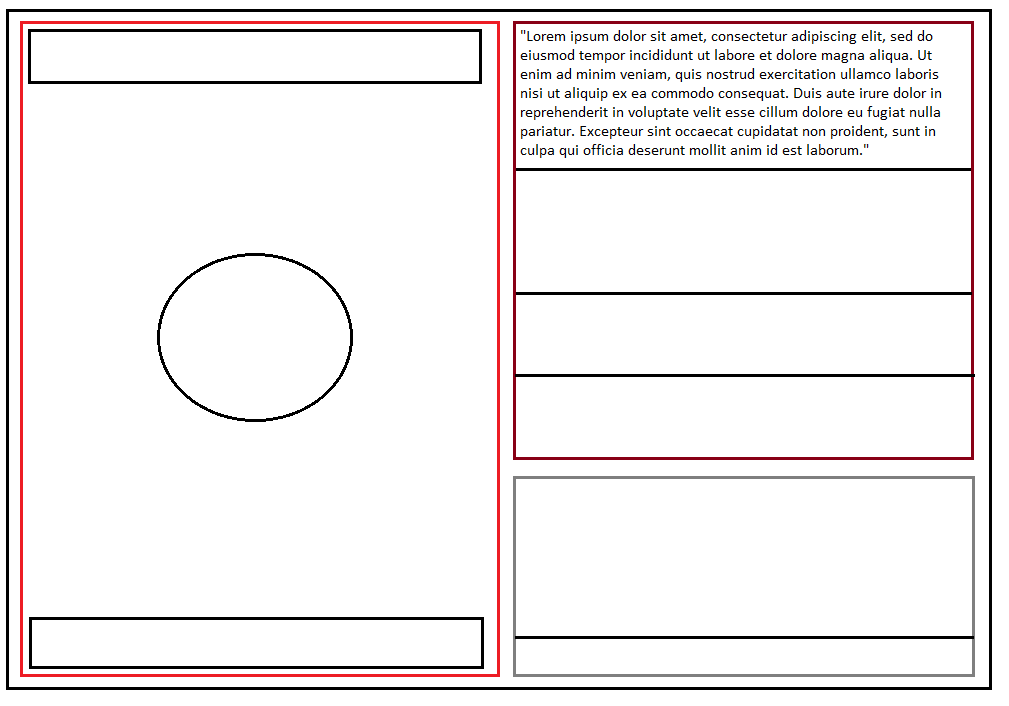 "Lorem ipsum dolor sit amet, consectetur adipiscing elit, sed do
eiusmod tempor incididunt ut labore et dolore magna aliqua. Ut
enim ad minim veniam, quis nostrud exercitation ullamco laboris
nisi ut aliquip ex ea commodo consequat. Duis aute irure dolor in
reprehenderit in voluptate velit esse cillum dolore eu fugiat nulla
pariatur. Excepteur sint occaecat cupidatat non proident, sunt in
culpa qui officia deserunt mollit anim id est laborum."